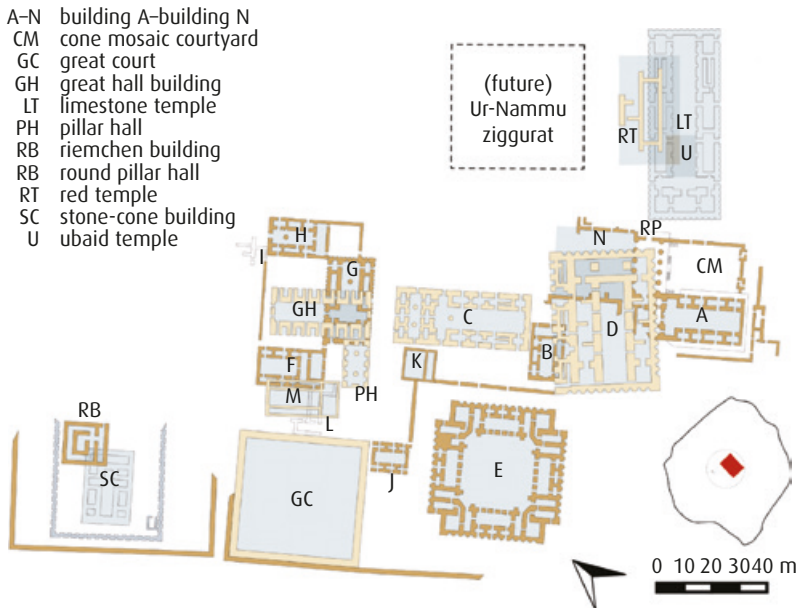 A–N building A–building N
CM cone mosaic courtyard
GC great court
GH great hall building
LT limestone temple
PH pillar hall
RB riemchen building
RB round pillar hall
RT red temple
SC stone-cone building
U ubaid temple
(future)
Ur-Nammu
ziggurat
RT
LT
U
H
I
G
GH
N
RP
CM
C
D
A
B
F
K
M
PH
L
RB
SC
GC
J
E
0 10 20 30 40 m